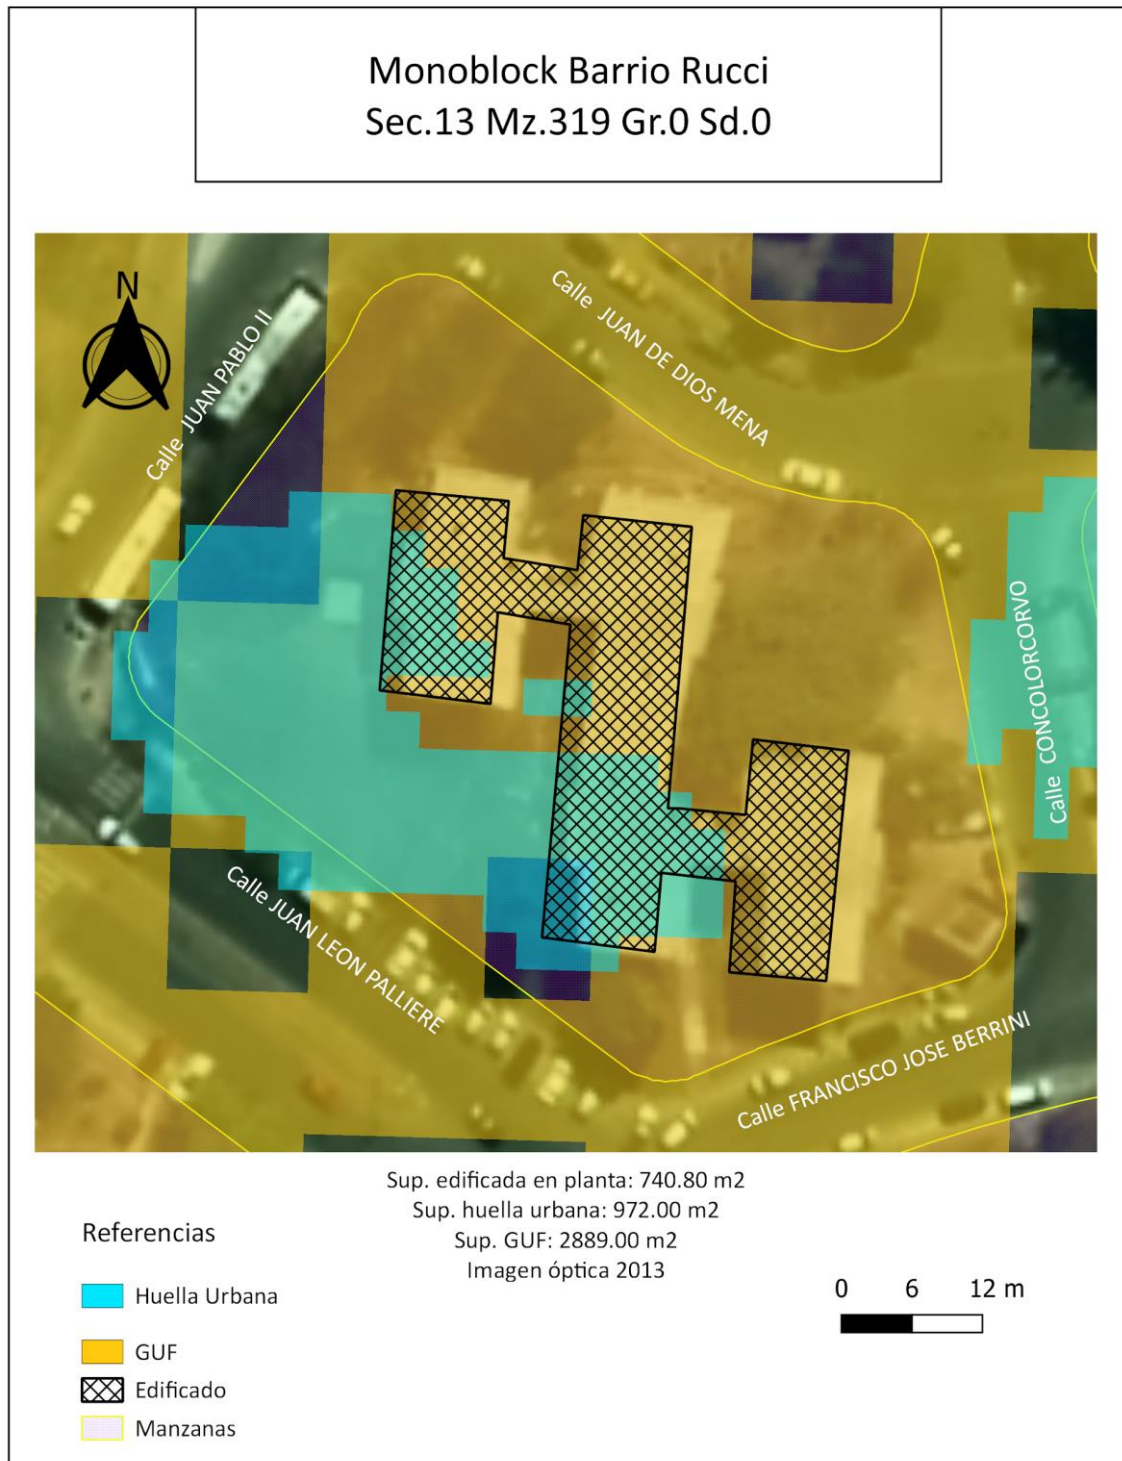 Monoblock Barrio Rucci
Sec.13 Mz.319 Gr.0 Sd.0
N
Calle JUAN PABLO II
Calle JUAN DE DIOS MENA
Calle CONCOLORCORVO
Calle JUAN LEON PALLIERE
Calle FRANCISCO JOSE BERRINI
Sup. edificada en planta: 740.80 m2
Sup. huella urbana: 972.00 m2
Sup. GUF: 2889.00 m2
Imagen óptica 2013
Referencias
Huella Urbana
GUF
Edificado
Manzanas
0 6 12 m